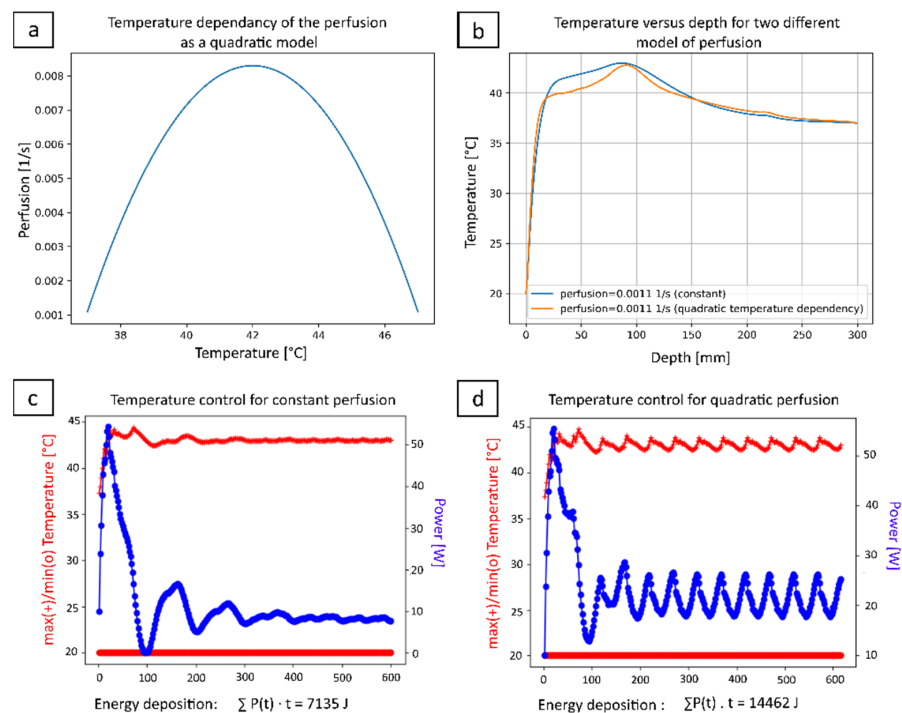 a
Temperature dependancy of the perfusion
as a quadratic model
0.008
0.007
0.006
0.005
0.004
0.003
0.002
0.001
Perfusion [1/s]
38 40 42 44 46
Temperature [°C]
b
Temperature versus depth for two different
model of perfusion
40
35
30
25
20
Temperature [°C]
perfusion=0.0011 1/s (constant)
perfusion=0.0011 1/s (quadratic temperature dependency)
0 50 100 150 200 250 300
Depth [mm]
c
Temperature control for constant perfusion
45
40
35
30
25
20
max(+)/min(o) Temperature [°C]
50
40
30
20
10
0
Power [W]
0 100 200 300 400 500 600
Energy deposition: ∑ P(t) · t = 7135 J
d
Temperature control for quadratic perfusion
45
40
35
30
25
20
max(+)/min(o) Temperature [°C]
50
40
30
20
10
Power [W]
0 100 200 300 400 500 600
Energy deposition : ∑P(t) . t = 14462 J